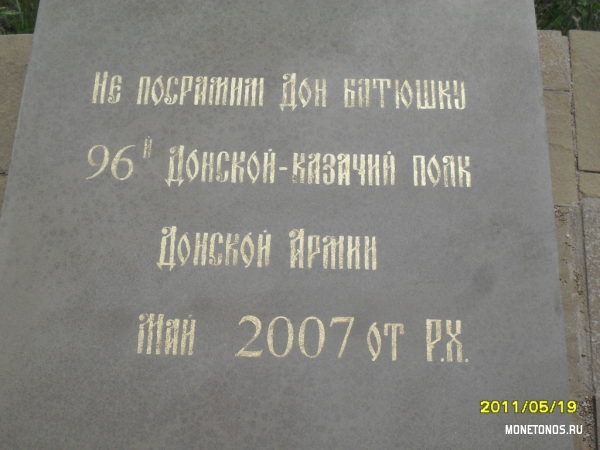 Не посрамим Дон батюшку
96й Донской-казачий полк
Донской Армии
Май 2007 от Р.Х.
2011/05/19
MONETONOS.RU